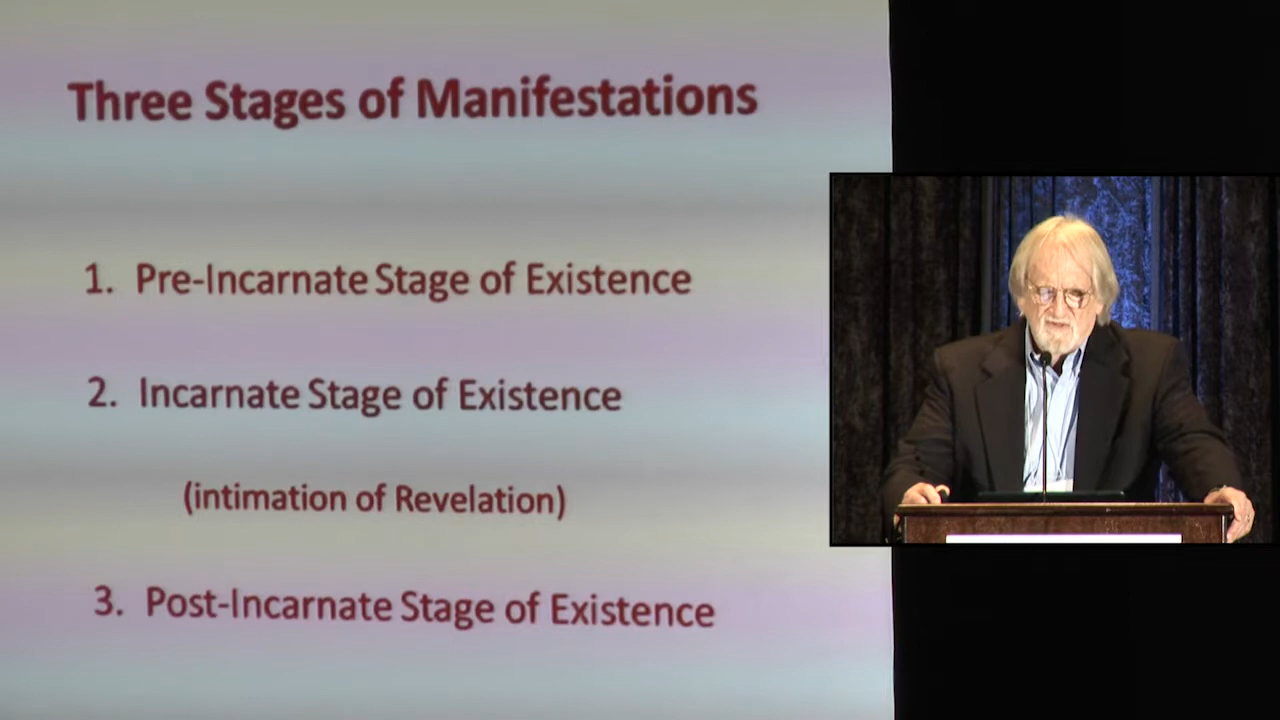 Three Stages of Manifestations
1. Pre-Incarnate Stage of Existence
2. Incarnate Stage of Existence
(intimation of Revelation)
3. Post-Incarnate Stage of Existence